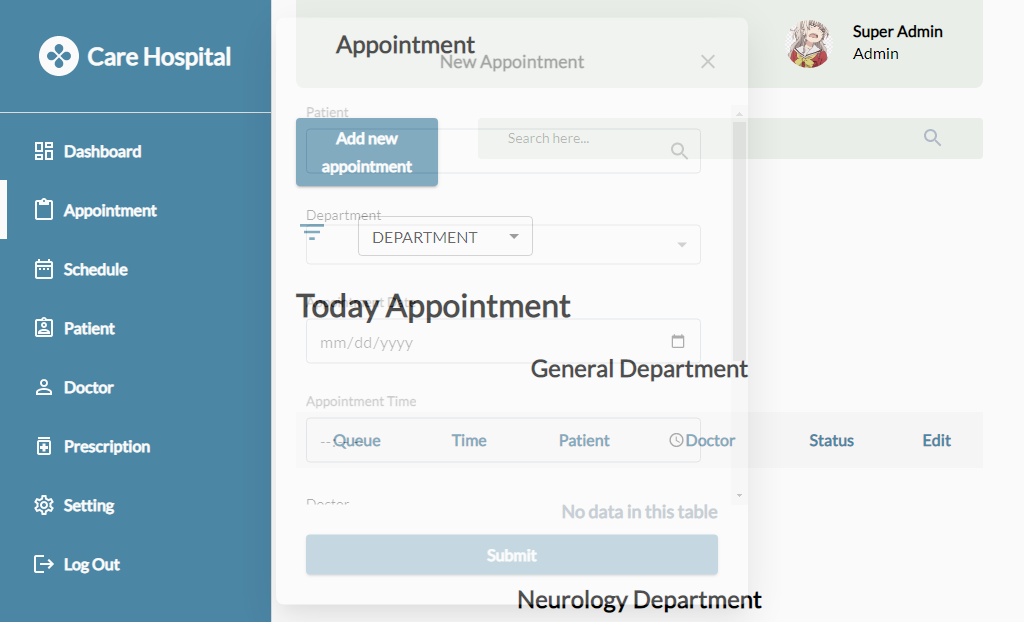 Care Hospital
Dashboard
Appointment
Schedule
Patient
Doctor
Prescription
Setting
Log Out
Appointment
New Appointment
Super Admin
Admin
Patient
Add new
appointment
Search here...
Department
DEPARTMENT
Today Appointment
mm/dd/yyyy
General Department
Appointment Time
Queue Time Patient Doctor Status Edit
Doctor
No data in this table
Submit
Neurology Department